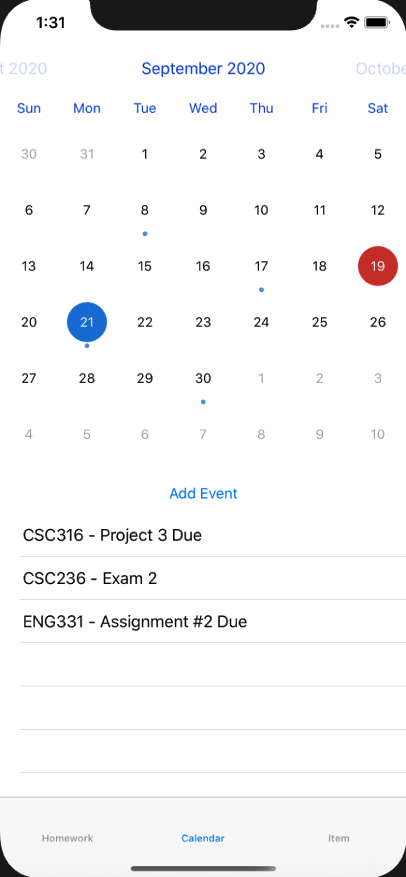 1:31
t 2020 September 2020 Octobe
Sun Mon Tue Wed Thu Fri Sat
30 31 1 2 3 4 5
6 7 8 9 10 11 12
13 14 15 16 17 18 19
20 21 22 23 24 25 26
27 28 29 30 1 2 3
4 5 6 7 8 9 10
Add Event
CSC316 - Project 3 Due
CSC236 - Exam 2
ENG331 - Assignment #2 Due
Homework Calendar Item